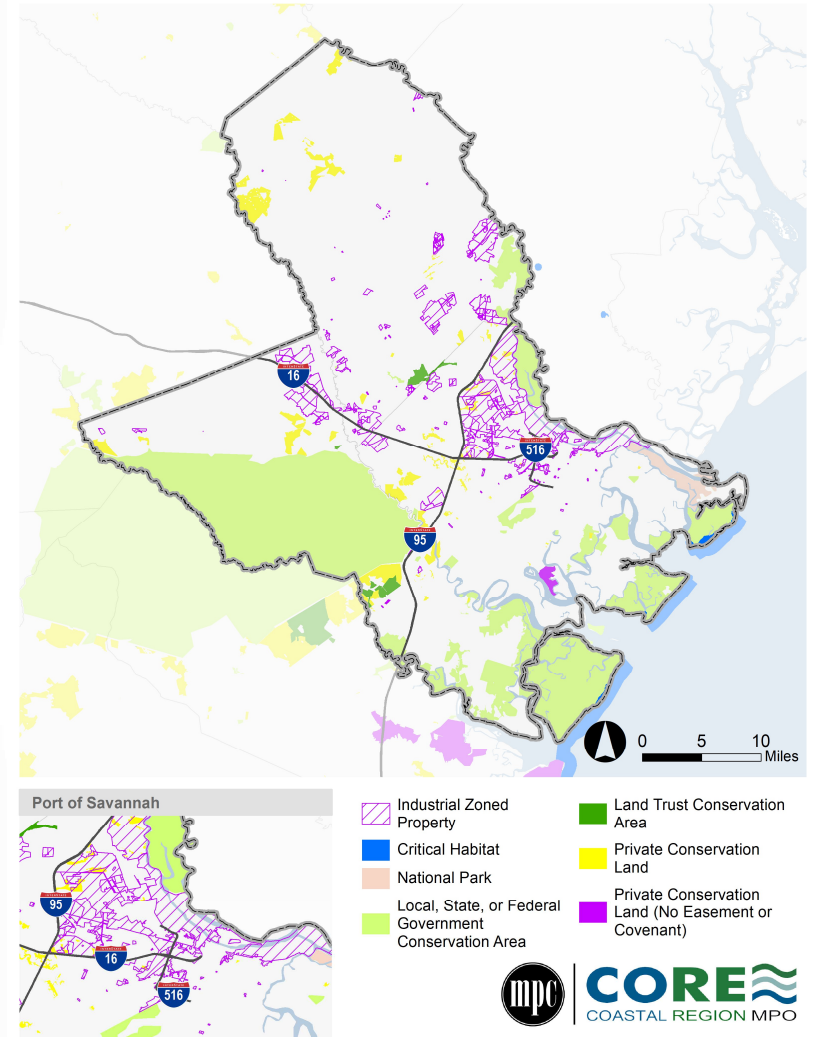 16
516
95
0 5 10
Miles
Port of Savannah
95
16
516
Industrial Zoned
Property
Critical Habitat
National Park
Local, State, or Federal
Government
Conservation Area
Land Trust Conservation
Area
Private Conservation
Land
Private Conservation
Land (No Easement or
Covenant)
mpc
CORE
COASTAL REGION MPO